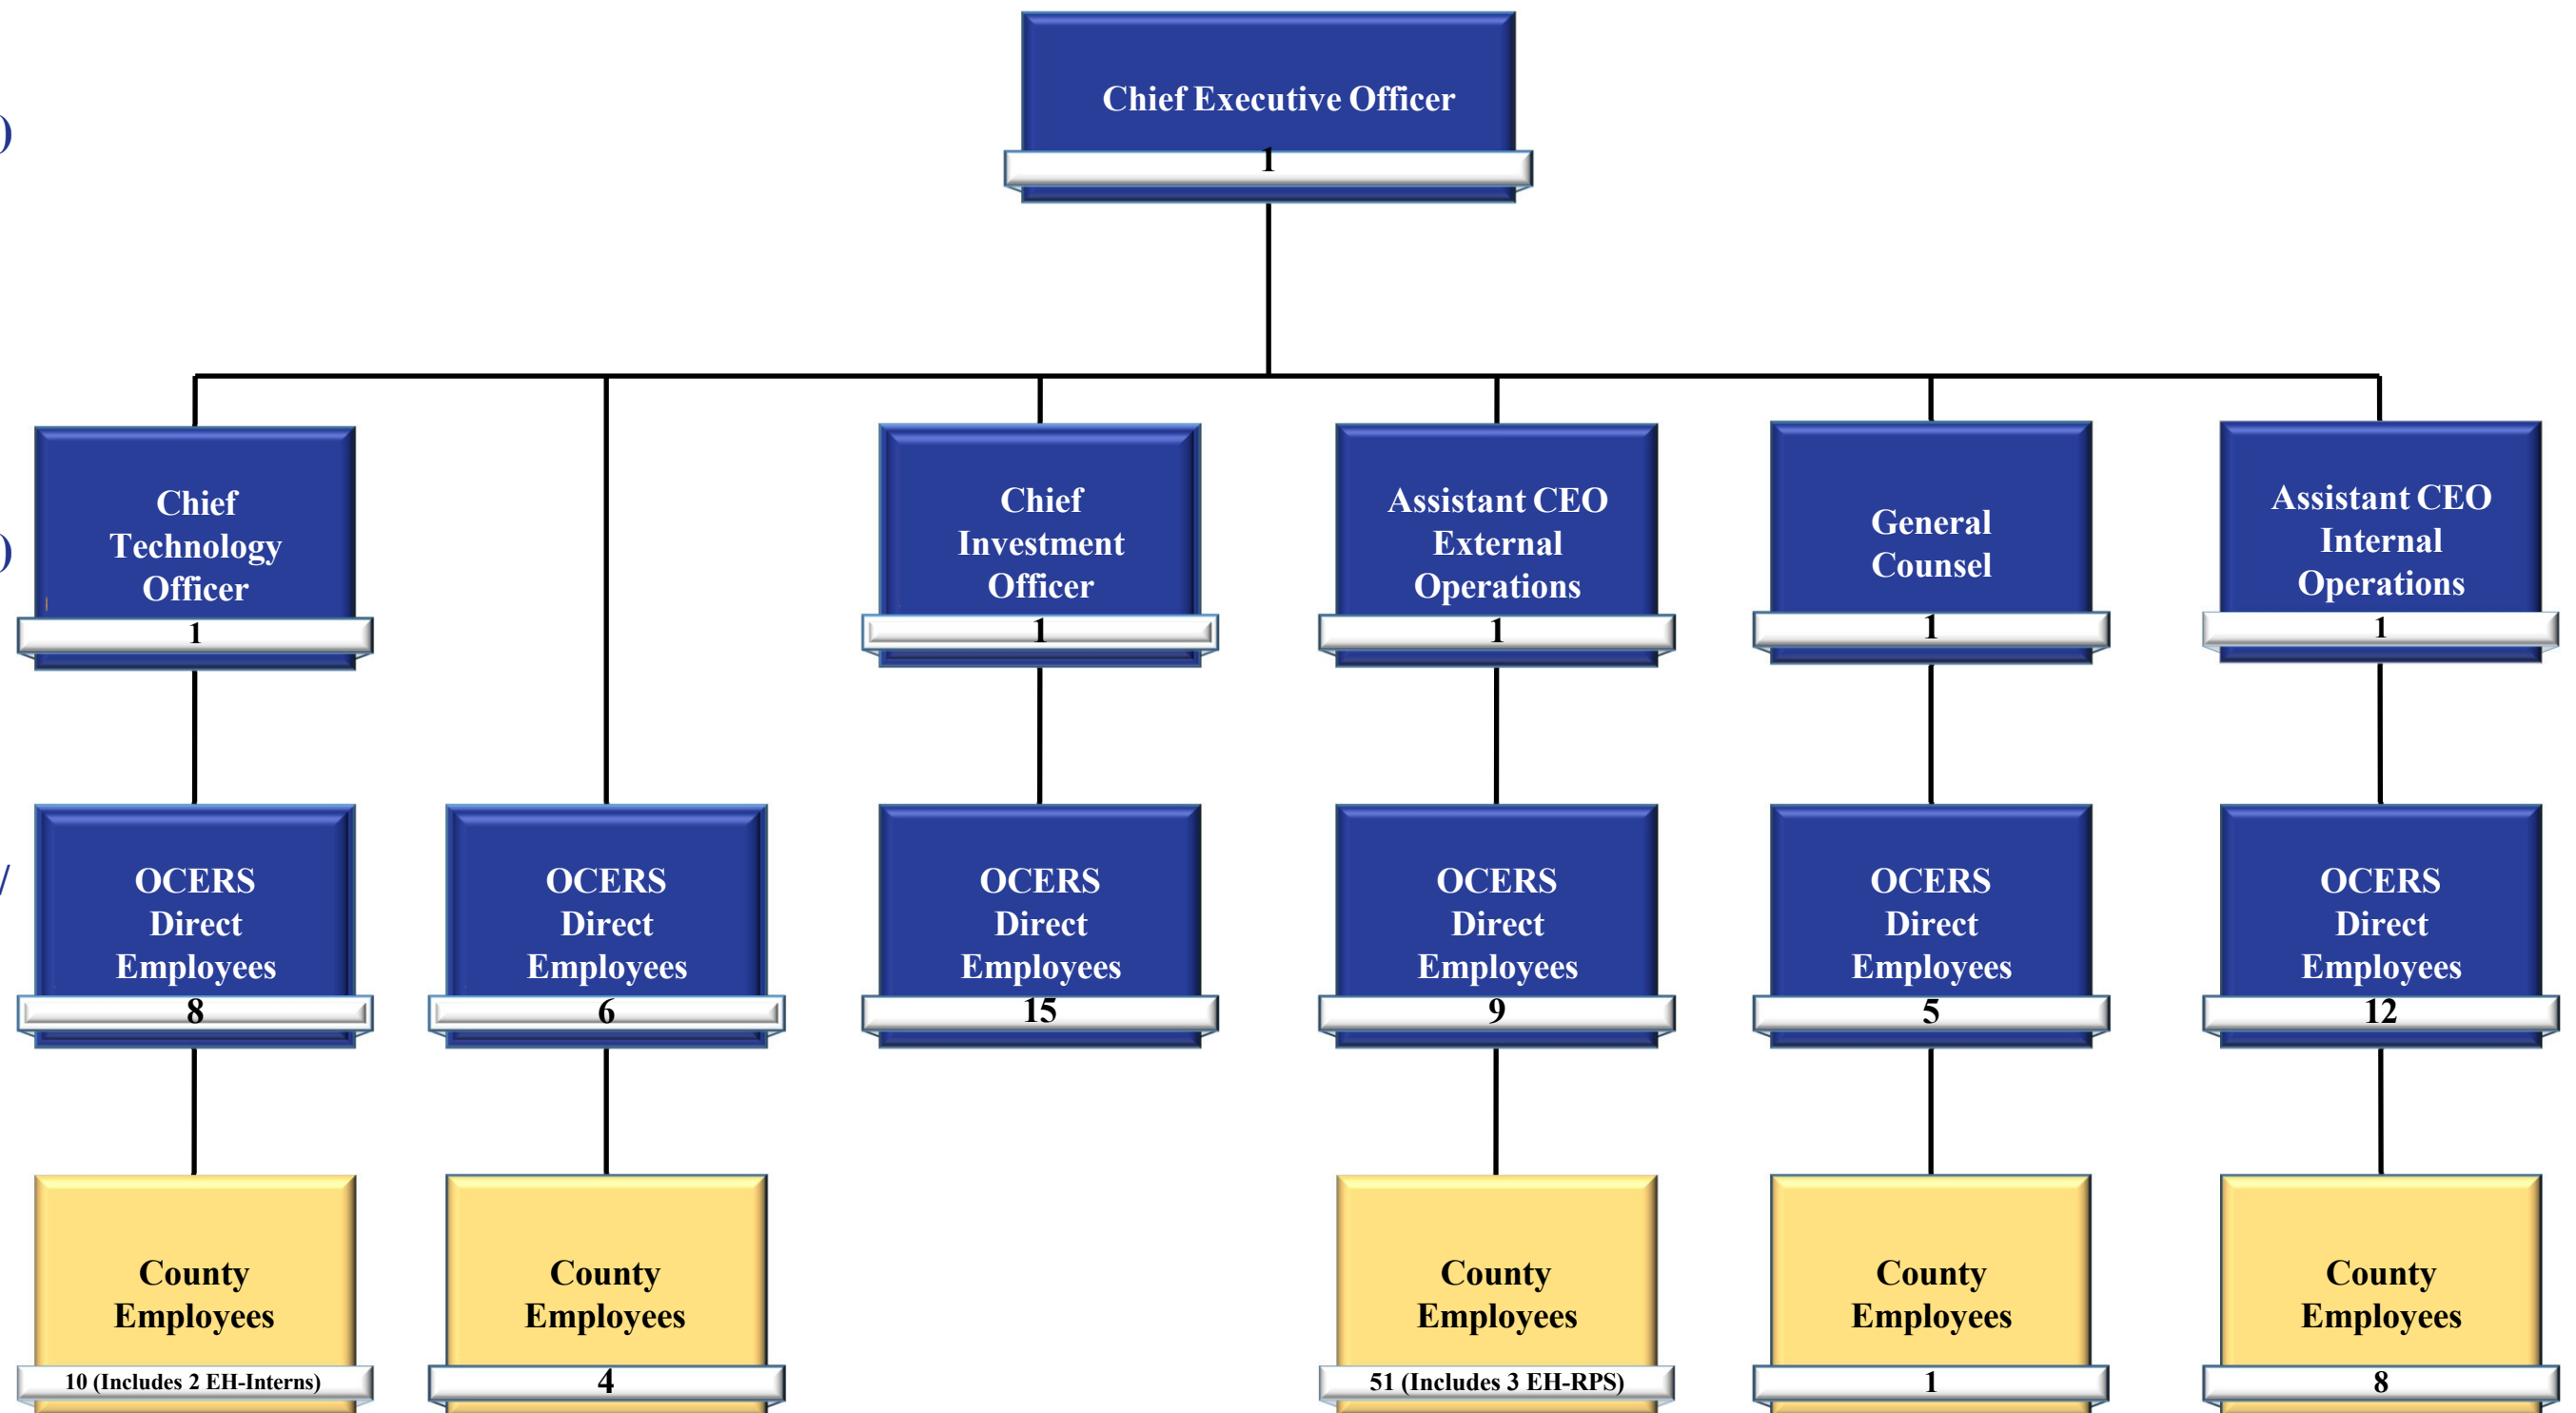 Chief Executive Officer
1
)
)
/
Chief
Technology
Officer
1
Chief
Investment
Officer
1
Assistant CEO
External
Operations
1
General
Counsel
1
Assistant CEO
Internal
Operations
1
OCERS
Direct
Employees
8
OCERS
Direct
Employees
6
OCERS
Direct
Employees
15
OCERS
Direct
Employees
9
OCERS
Direct
Employees
5
OCERS
Direct
Employees
12
County
Employees
10 (Includes 2 EH-Interns)
County
Employees
4
County
Employees
51 (Includes 3 EH-RPS)
County
Employees
1
County
Employees
8